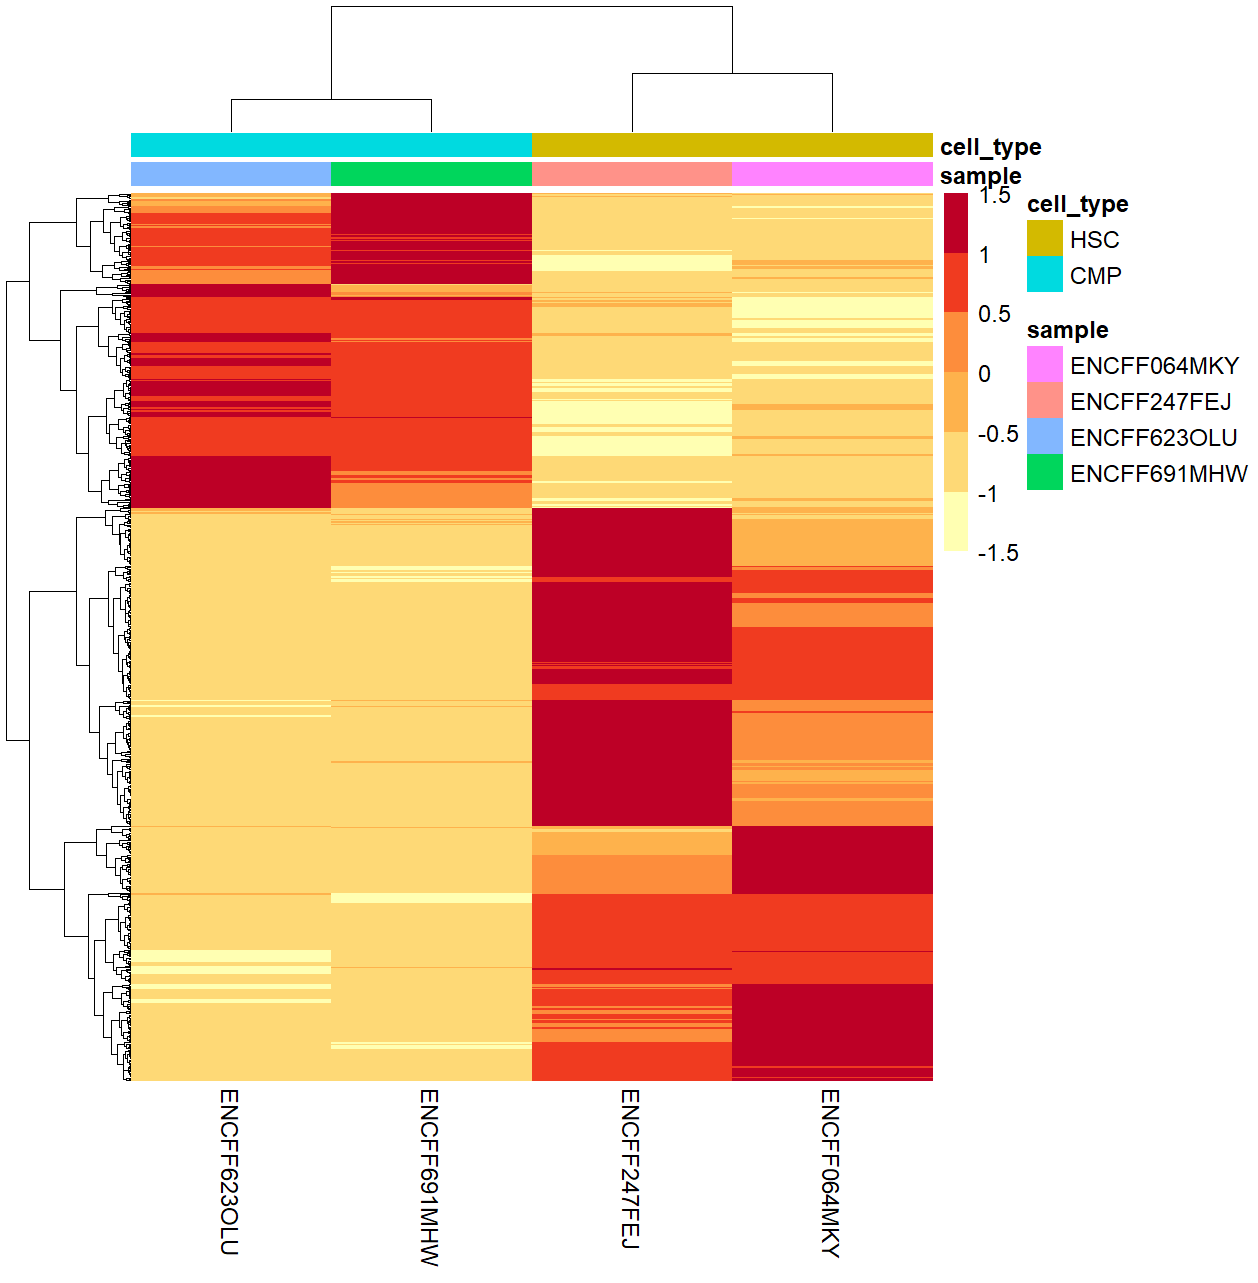 cell_type
sample
1.5
1
0.5
0
-0.5
-1
-1.5
cell_type
HSC
CMP
sample
ENCFF064MKY
ENCFF247FEJ
ENCFF623OLU
ENCFF691MHW
ENCFF623OLU
ENCFF691MHW
ENCFF247FEJ
ENCFF064MKY